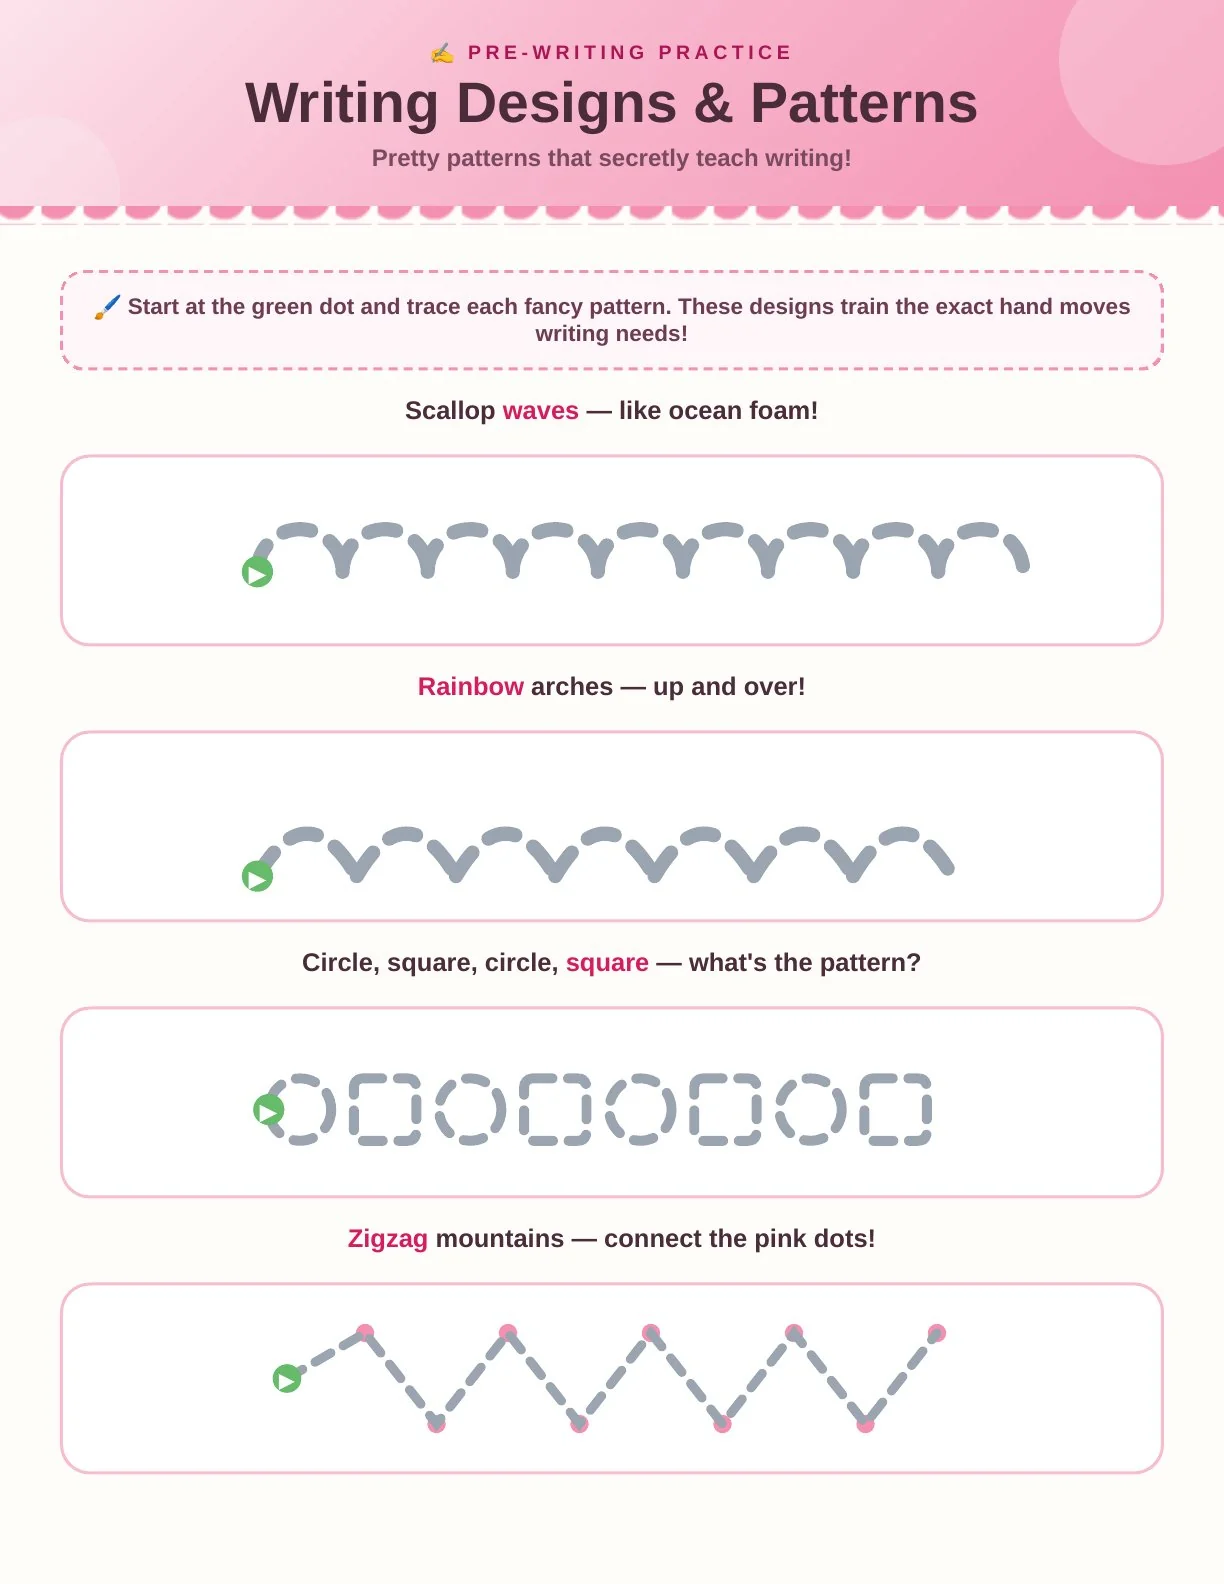 ✍️ PRE-WRITING PRACTICE
Writing Designs & Patterns
Pretty patterns that secretly teach writing!
🖌️ Start at the green dot and trace each fancy pattern. These designs train the exact hand moves
writing needs!
Scallop waves — like ocean foam!
Rainbow arches — up and over!
Circle, square, circle, square — what's the pattern?
Zigzag mountains — connect the pink dots!